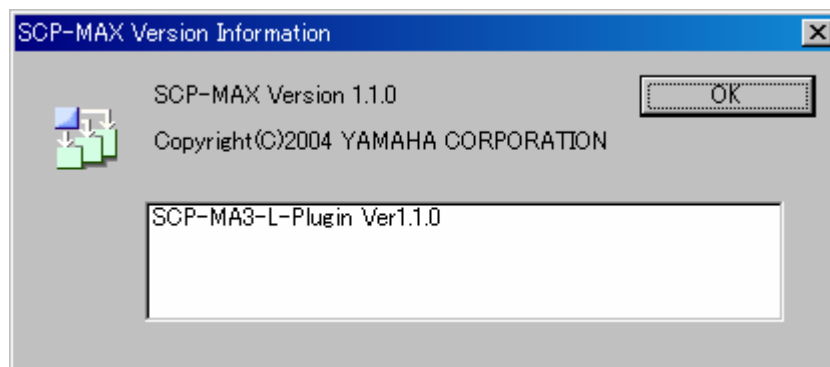 SCP-MAX Version Information
SCP-MAX Version 1.1.0
OK
Copyright(C)2004 YAMAHA CORPORATION
SCP-MA3-L-Plugin Ver1.1.0